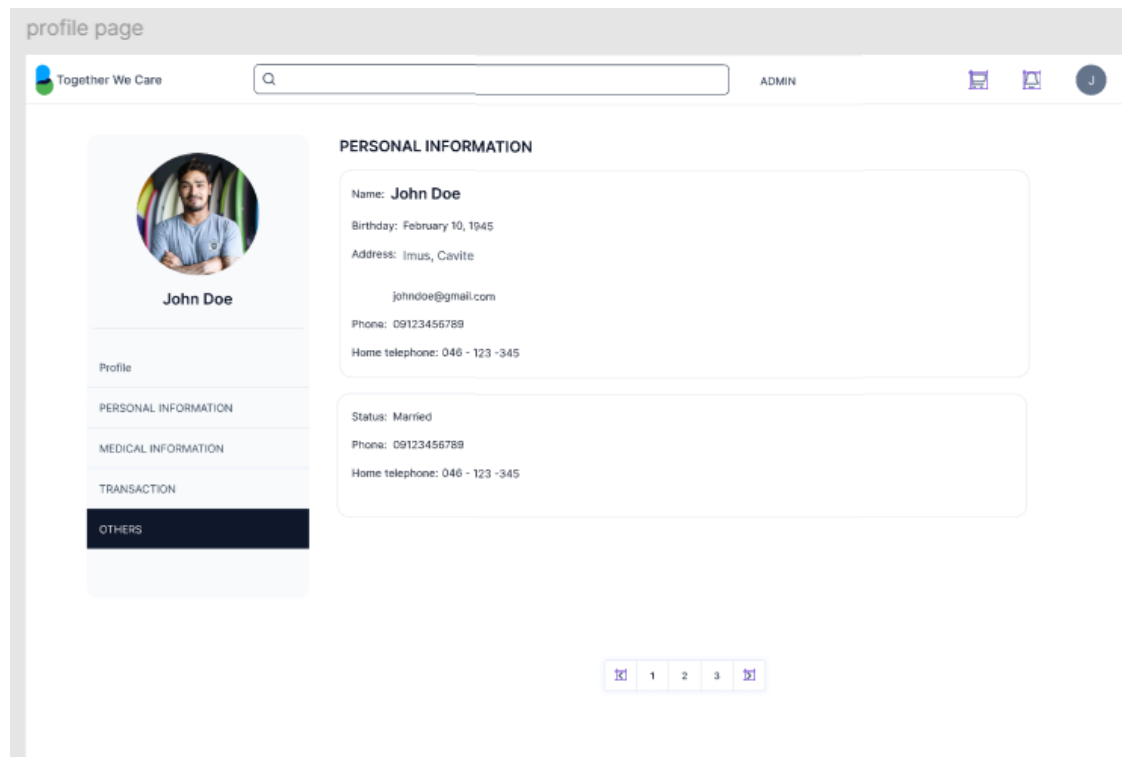 profile page
Together We Care
ADMIN
J
John Doe
Profile
PERSONAL INFORMATION
MEDICAL INFORMATION
TRANSACTION
OTHERS
PERSONAL INFORMATION
Name: John Doe
Birthday: February 10, 1945
Address: Imus, Cavite
johndoe@gmail.com
Phone: 09123456789
Home telephone: 046 - 123 -345
Status: Married
Phone: 09123456789
Home telephone: 046 - 123 -345
1 2 3